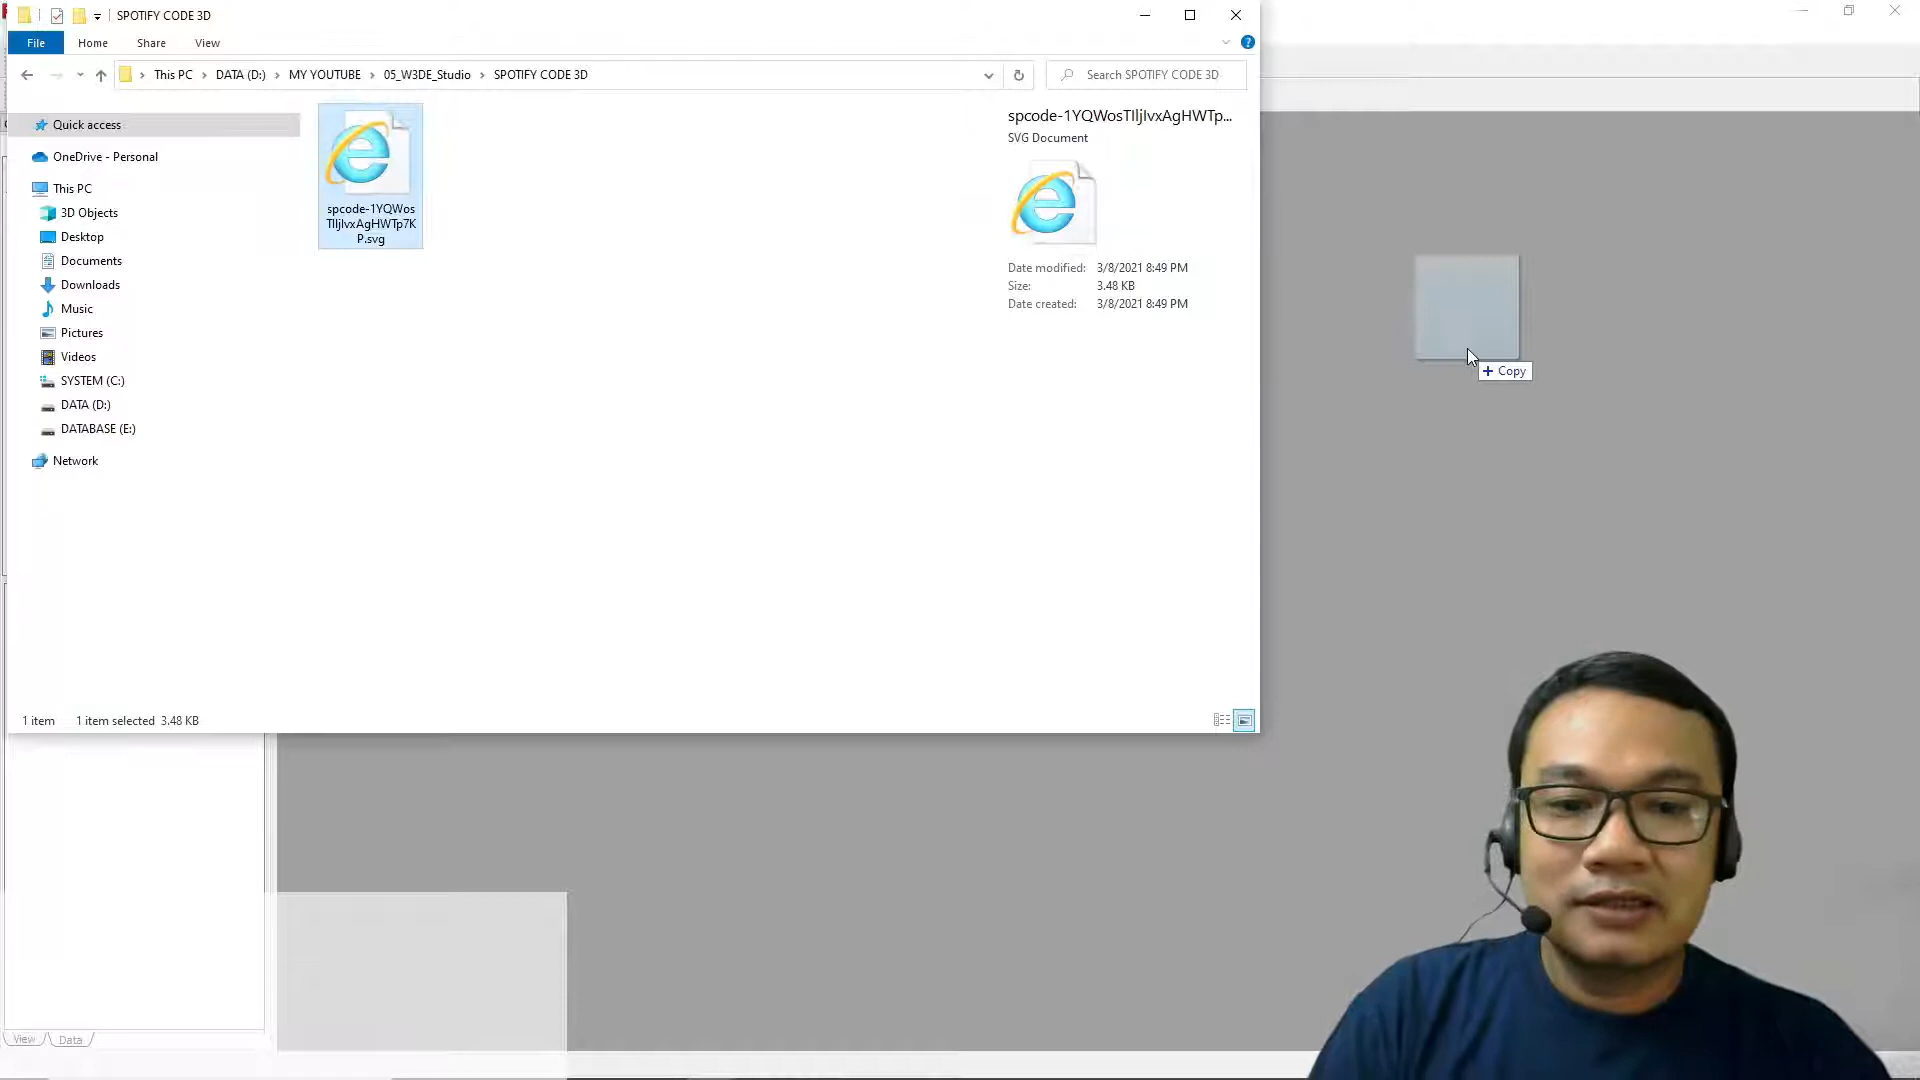 SPOTIFY CODE 3D
File Home Share View
This PC DATA (D:) MY YOUTUBE 05_W3DE_Studio SPOTIFY CODE 3D
Search SPOTIFY CODE 3D
Quick access
OneDrive - Personal
This PC
3D Objects
Desktop
Documents
Downloads
Music
Pictures
Videos
SYSTEM (C:)
DATA (D:)
DATABASE (E:)
Network
spcode-1YQWos
TIljIvxAgHWTp7K
P.svg
spcode-1YQWosTIljIvxAgHWTp...
SVG Document
Date modified: 3/8/2021 8:49 PM
Size: 3.48 KB
Date created: 3/8/2021 8:49 PM
+ Copy
1 item 1 item selected 3.48 KB
View Data